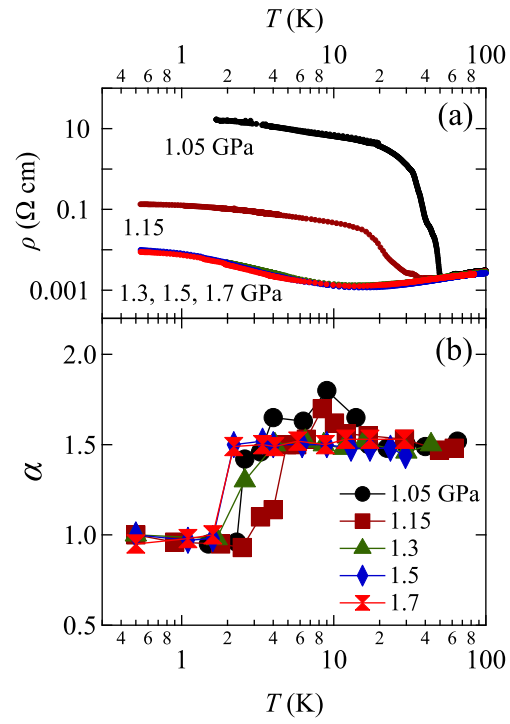 T (K)
1 10 100
4 6 8 2 4 6 8 2 4 6 8
(a)
10
0.1
0.001
ρ (Ω cm)
1.05 GPa
1.15
1.3, 1.5, 1.7 GPa
(b)
2.0
1.5
1.0
0.5
α
1.05 GPa
1.15
1.3
1.5
1.7
4 6 8 2 4 6 8 2 4 6 8
1 10 100
T (K)